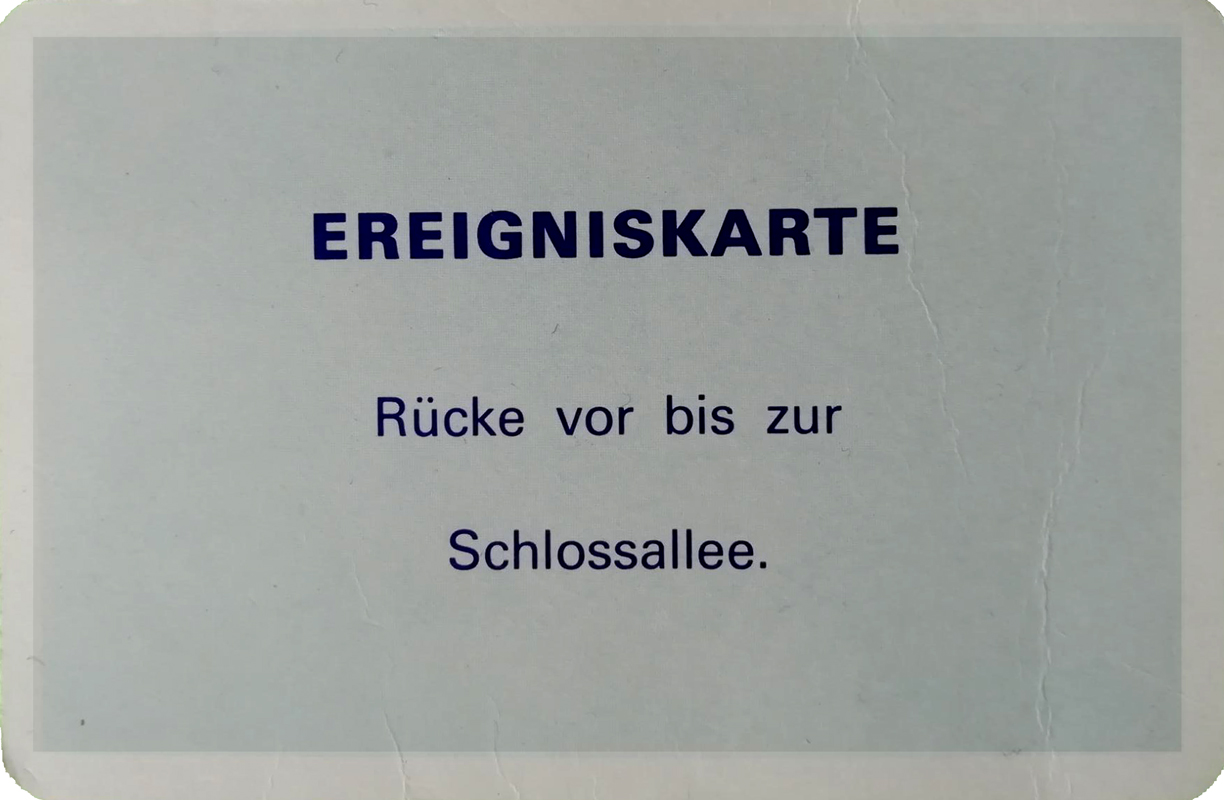 EREIGNISKARTE
Rücke vor bis zur
Schlossallee.